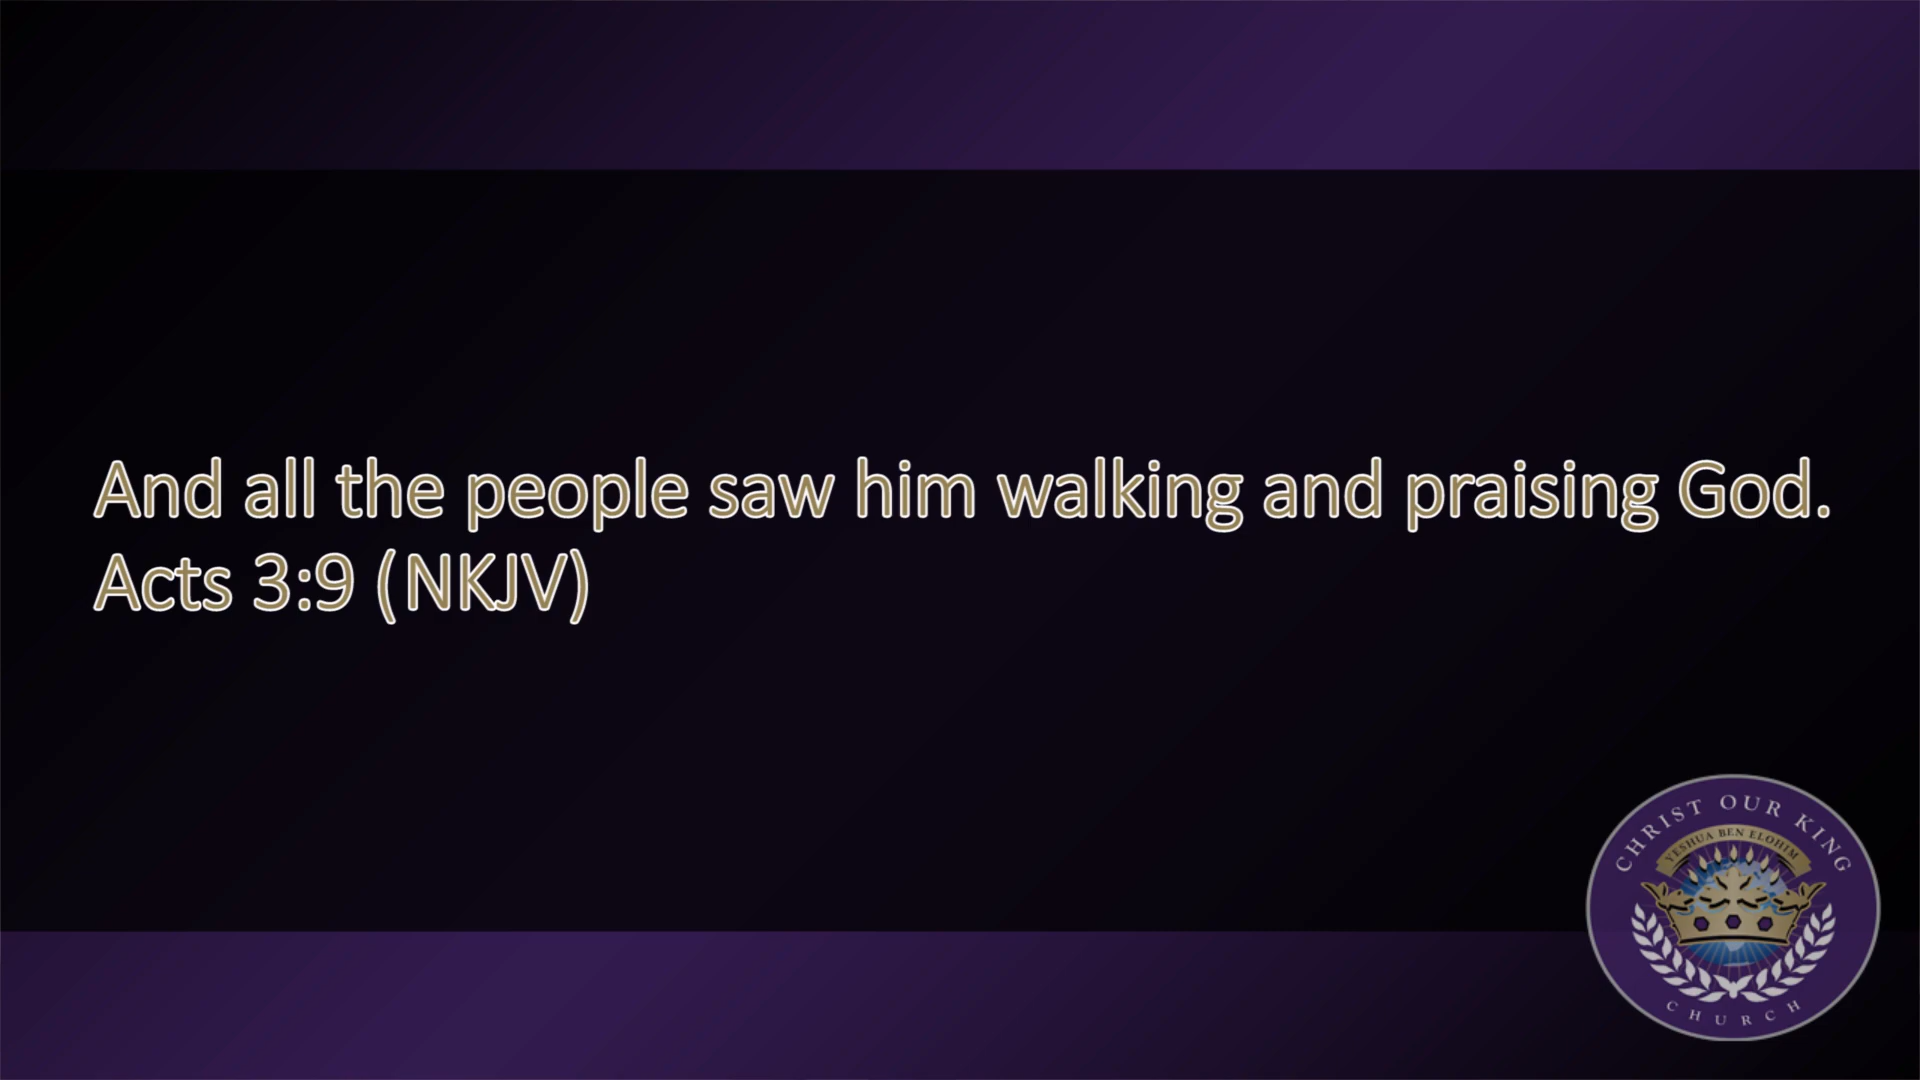 And all the people saw him walking and praising God.
Acts 3:9 (NKJV)
CHRIST OUR KING
YESHUA BEN ELOHIM
CHURCH